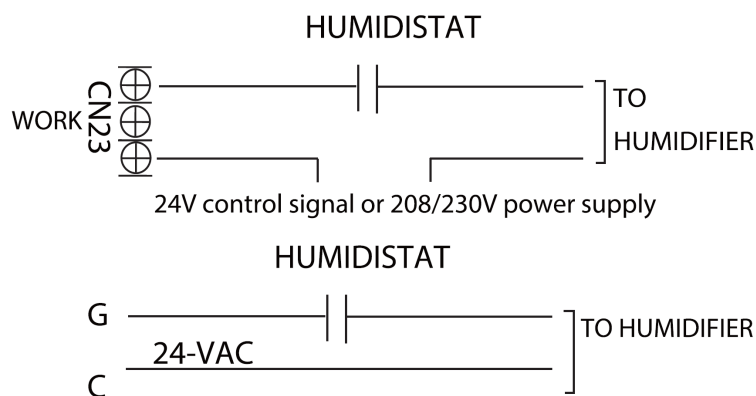 HUMIDISTAT
CN23
WORK
TO
HUMIDIFIER
24V control signal or 208/230V power supply
HUMIDISTAT
G
TO HUMIDIFIER
24-VAC
C